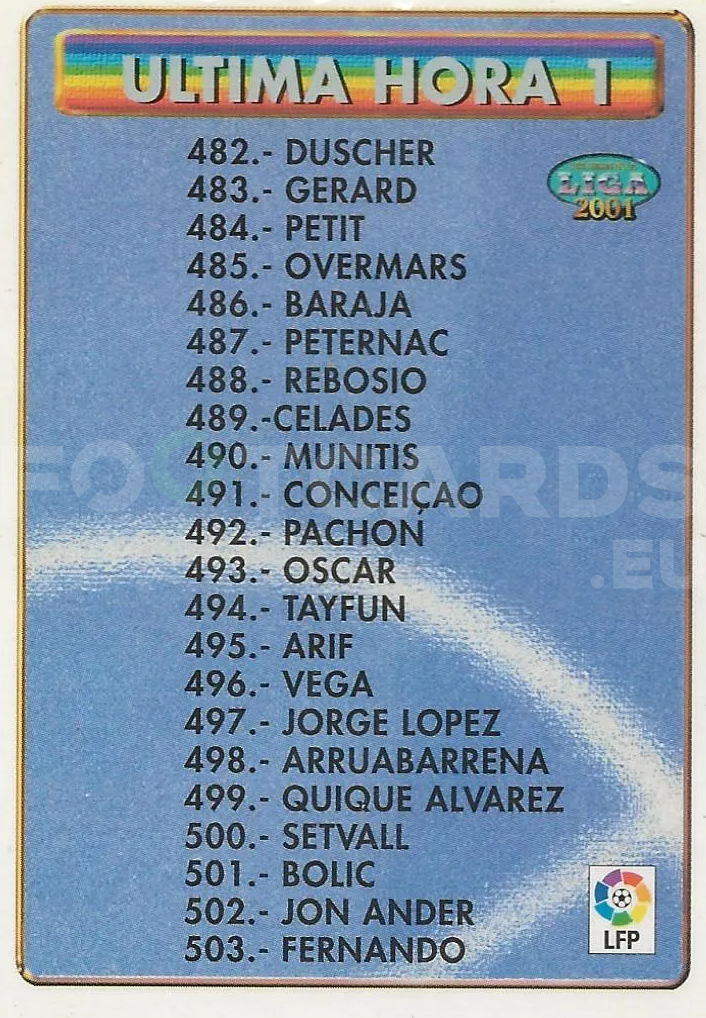 ULTIMA HORA 1
LIGA
2001
482.- DUSCHER
483.- GERARD
484.- PETIT
485.- OVERMARS
486.- BARAJA
487.- PETERNAC
488.- REBOSIO
489.-CELADES
490.- MUNITIS
491.- CONCEIÇAO
492.- PACHON
493.- OSCAR
494.- TAYFUN
495.- ARIF
496.- VEGA
497.- JORGE LOPEZ
498.- ARRUABARRENA
499.- QUIQUE ALVAREZ
500.- SETVALL
501.- BOLIC
502.- JON ANDER
503.- FERNANDO
LFP
.EU